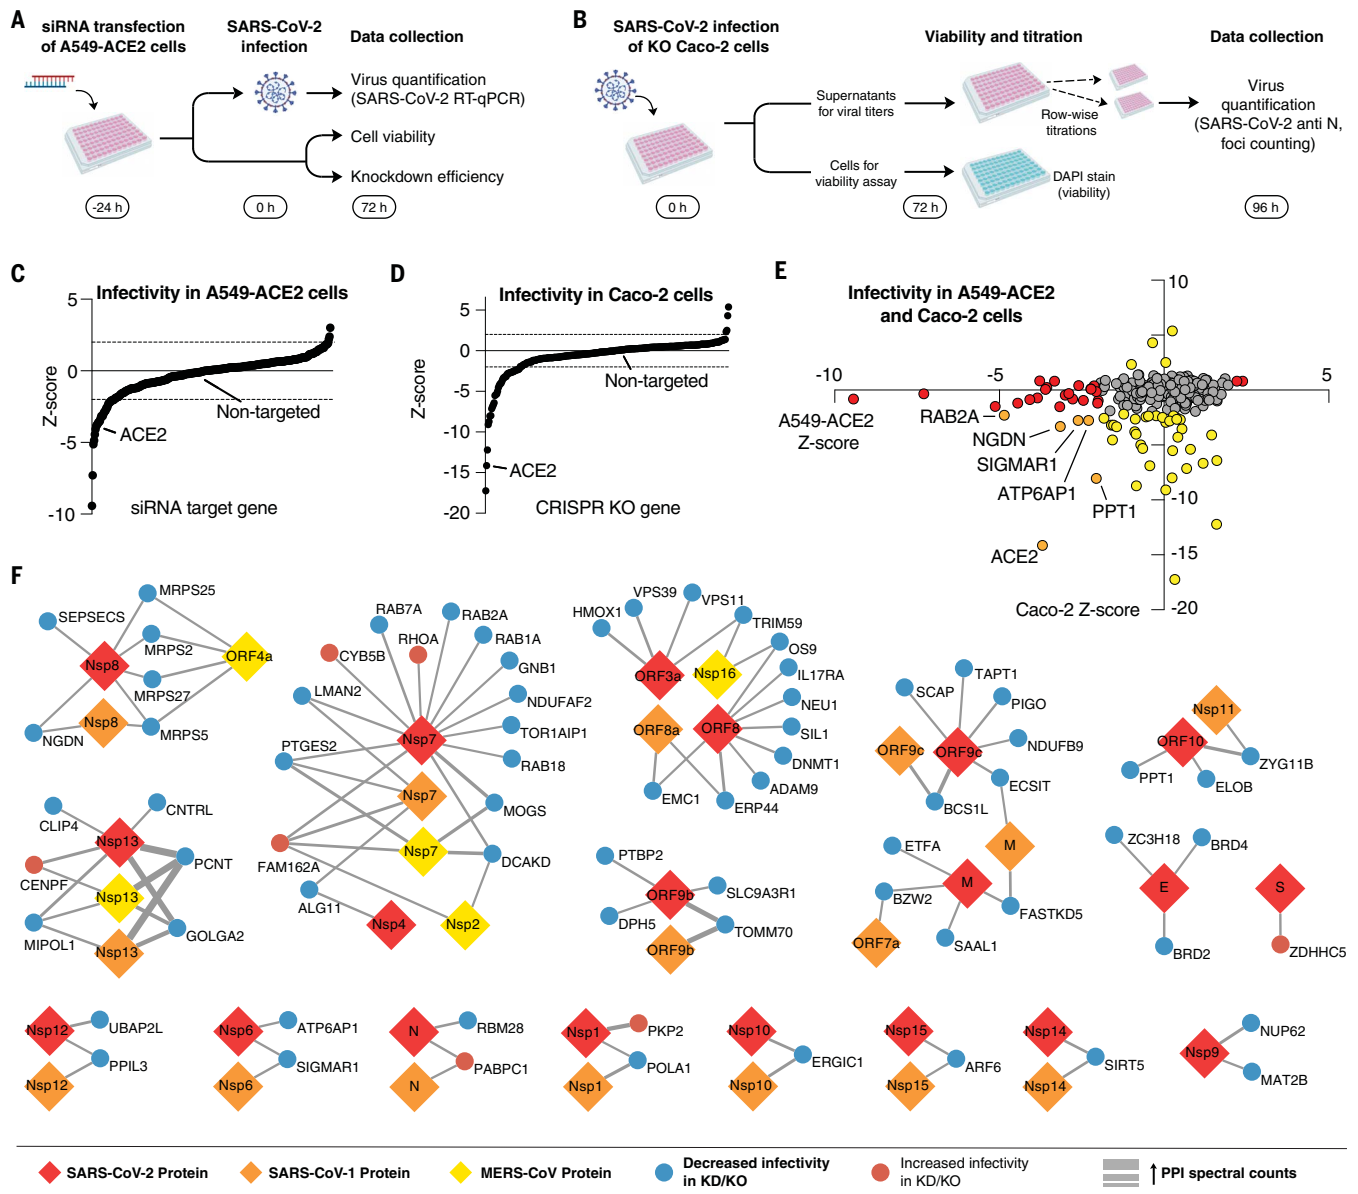 A
siRNA transfection
of A549-ACE2 cells
SARS-CoV-2
infection
Data collection
Virus quantification
(SARS-CoV-2 RT-qPCR)
Cell viability
Knockdown efficiency
-24 h
0 h
72 h
B
SARS-CoV-2 infection
of KO Caco-2 cells
Viability and titration
Data collection
Supernatants
for viral titers
Row-wise
titrations
Cells for
viability assay
DAPI stain
(viability)
Virus
quantification
(SARS-CoV-2 anti N,
foci counting)
0 h
72 h
96 h
C
Infectivity in A549-ACE2 cells
Z-score
5
0
-5
-10
Non-targeted
ACE2
siRNA target gene
D
Infectivity in Caco-2 cells
Z-score
5
0
-5
-10
-15
-20
Non-targeted
ACE2
CRISPR KO gene
E
Infectivity in A549-ACE2
and Caco-2 cells
10
-10
-5
5
A549-ACE2
Z-score
RAB2A
NGDN
SIGMAR1
ATP6AP1
PPT1
ACE2
-10
-15
-20
Caco-2 Z-score
F
MRPS25
SEPSECS
MRPS2
Nsp8
ORF4a
MRPS27
Nsp8
NGDN
MRPS5
RAB7A
RAB2A
CYB5B
RHOA
RAB1A
GNB1
LMAN2
NDUFAF2
Nsp7
TOR1AIP1
PTGES2
RAB18
Nsp7
MOGS
Nsp7
FAM162A
DCAKD
ALG11
Nsp4
Nsp2
HMOX1
VPS39
VPS11
TRIM59
OS9
ORF3a
Nsp16
IL17RA
NEU1
ORF8a
ORF8
SIL1
DNMT1
ADAM9
EMC1
ERP44
SCAP
TAPT1
PIGO
ORF9c
ORF9c
NDUFB9
ECSIT
BCS1L
Nsp11
ORF10
ZYG11B
PPT1
ELOB
CLIP4
CNTRL
Nsp13
PCNT
CENPF
Nsp13
MIPOL1
GOLGA2
Nsp13
PTBP2
ORF9b
SLC9A3R1
DPH5
TOMM70
ORF9b
ETFA
M
M
BZW2
FASTKD5
ORF7a
SAAL1
ZC3H18
BRD4
E
BRD2
S
ZDHHC5
Nsp12
UBAP2L
PPIL3
Nsp12
Nsp6
ATP6AP1
SIGMAR1
Nsp6
N
RBM28
PABPC1
N
Nsp1
PKP2
POLA1
Nsp1
Nsp10
ERGIC1
Nsp10
Nsp15
ARF6
Nsp15
Nsp14
SIRT5
Nsp14
Nsp9
NUP62
MAT2B
SARS-CoV-2 Protein
SARS-CoV-1 Protein
MERS-CoV Protein
Decreased infectivity
in KD/KO
Increased infectivity
in KD/KO
PPI spectral counts